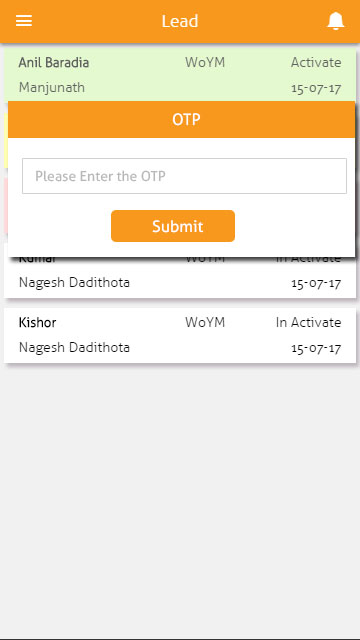 Lead
Anil Baradia WoYM Activate
Manjunath 15-07-17
OTP
Please Enter the OTP
Submit
Kumar WoYM In Activate
Nagesh Dadithota 15-07-17
Kishor WoYM In Activate
Nagesh Dadithota 15-07-17